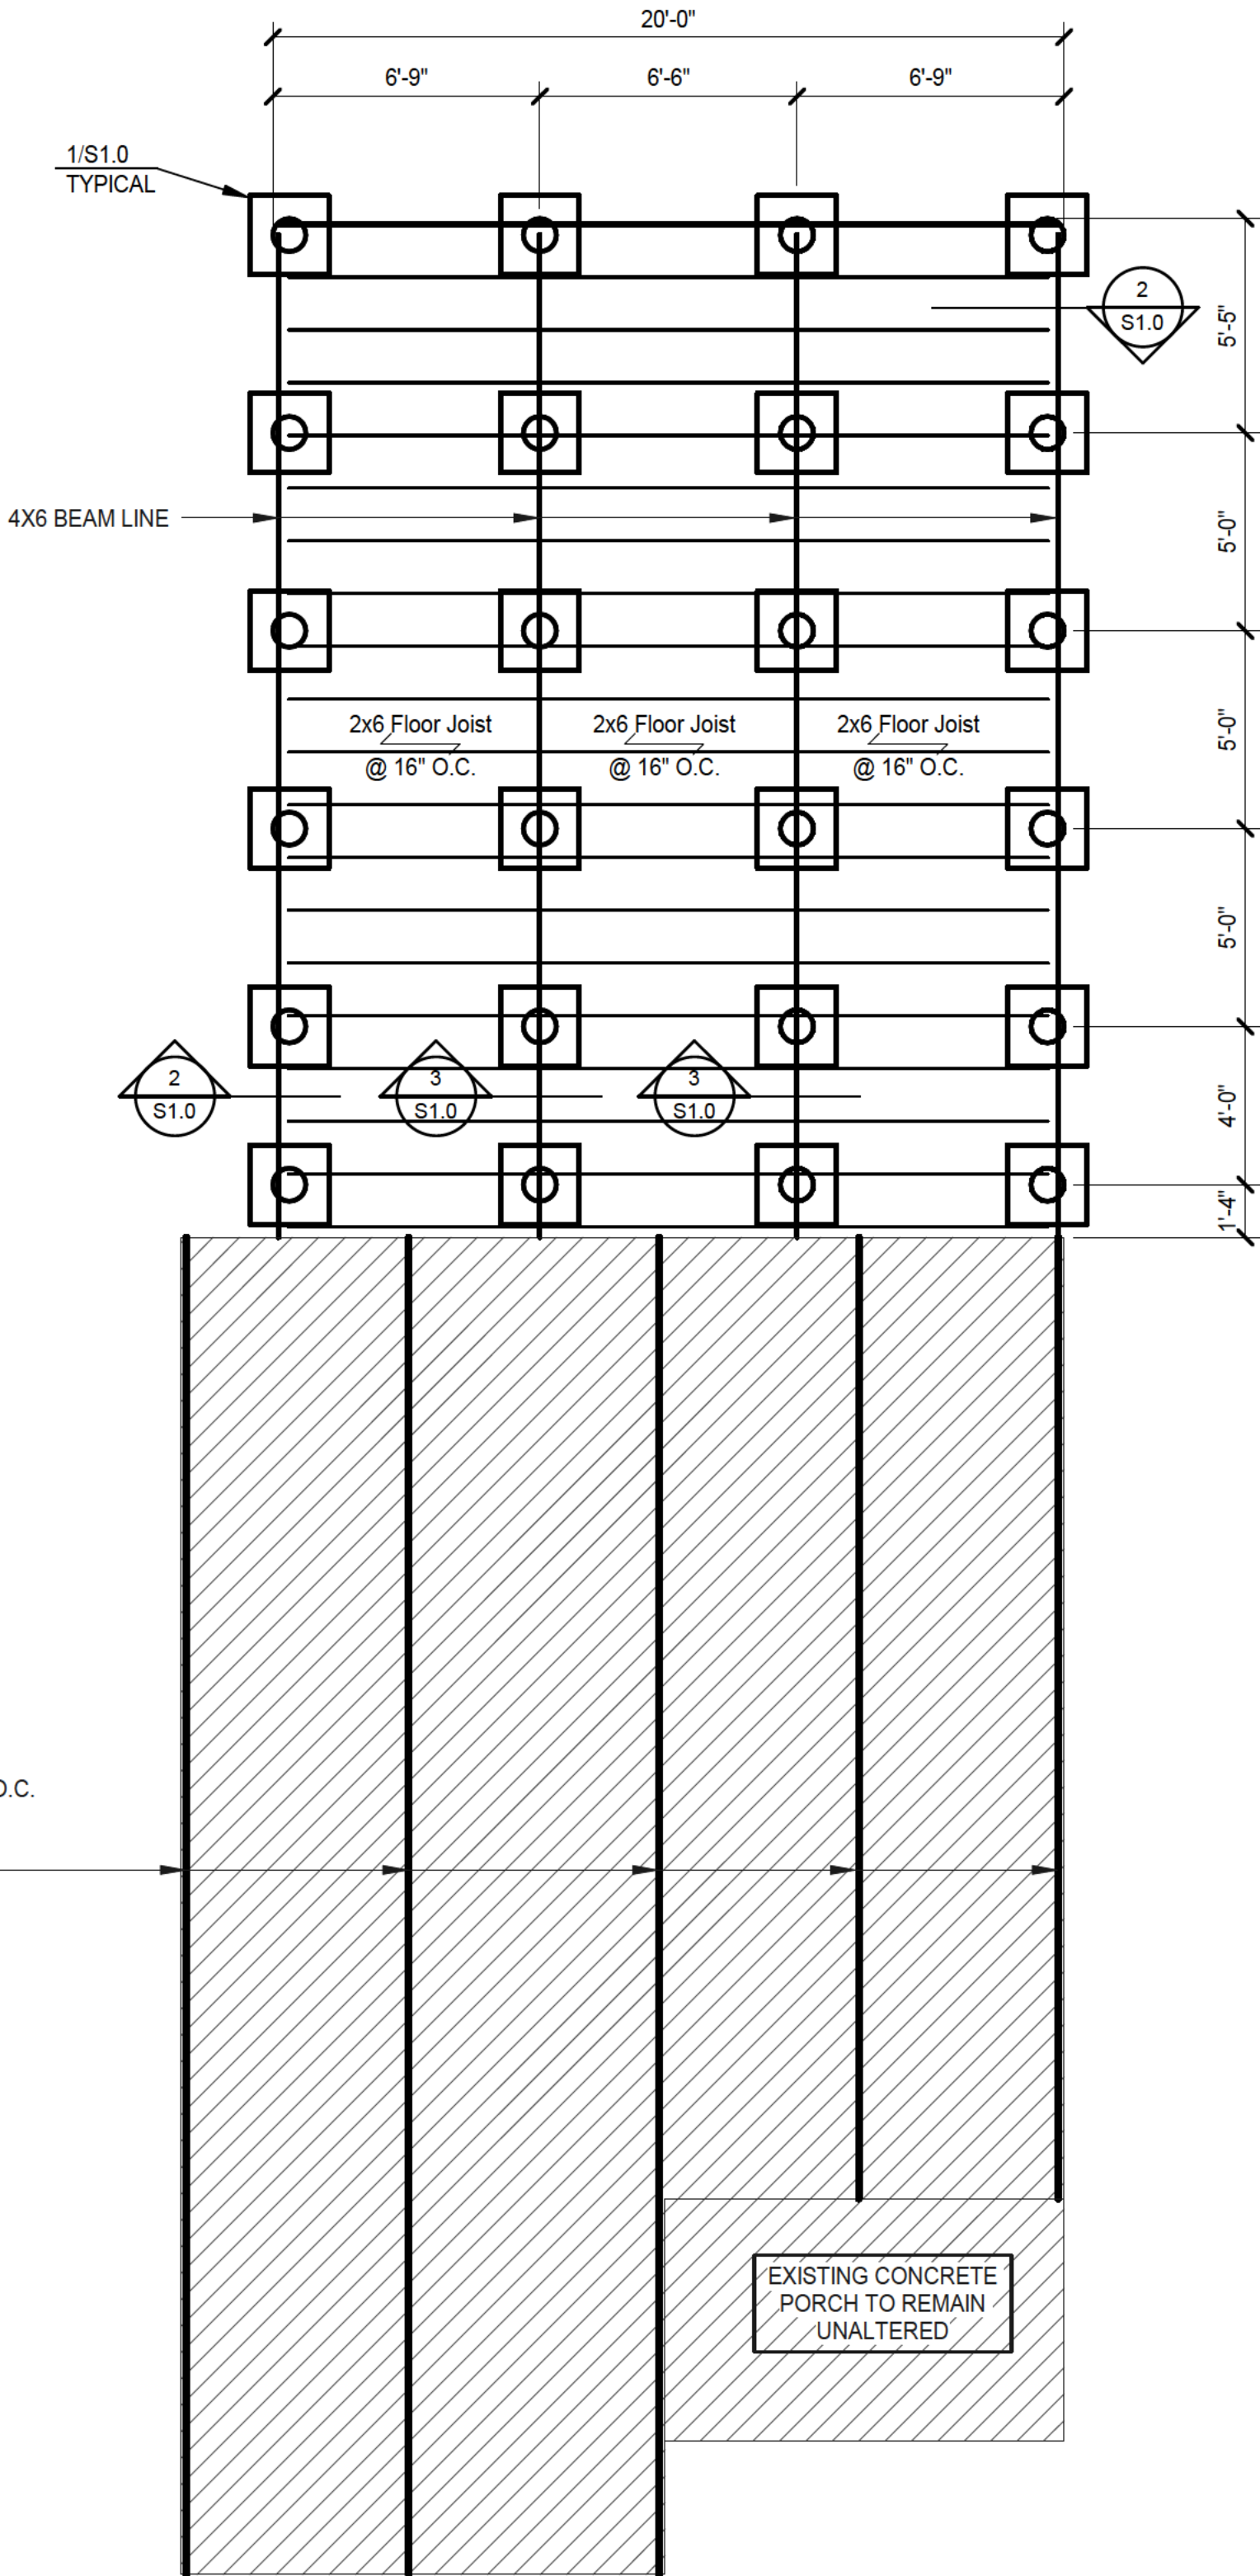 20'-0"
6'-9"
6'-6"
6'-9"
1/S1.0
TYPICAL
2
S1.0
5'-5"
4X6 BEAM LINE
5'-0"
2x6 Floor Joist
@ 16" O.C.
2x6 Floor Joist
@ 16" O.C.
2x6 Floor Joist
@ 16" O.C.
5'-0"
5'-0"
2
S1.0
3
S1.0
3
S1.0
4'-0"
1'-4"
O.C.
EXISTING CONCRETE
PORCH TO REMAIN
UNALTERED